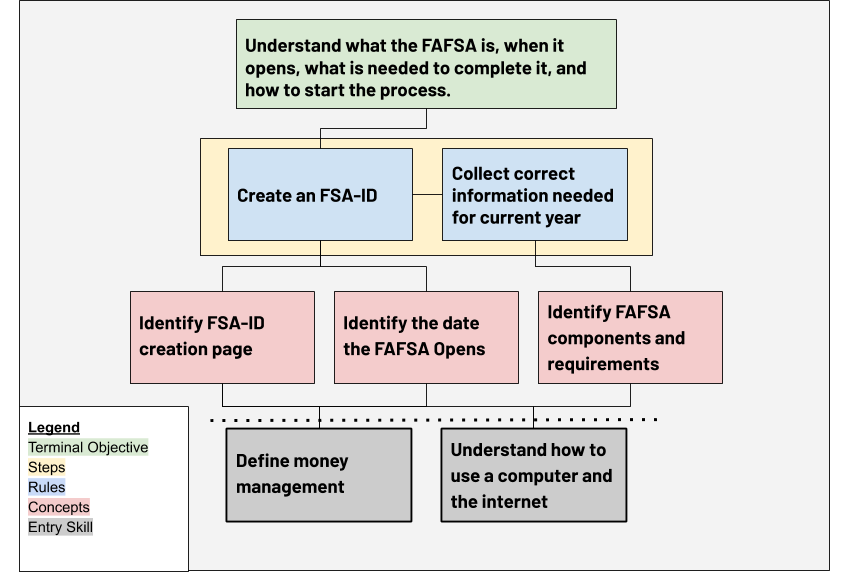 Understand what the FAFSA is, when it
opens, what is needed to complete it, and
how to start the process.
Create an FSA-ID
Collect correct
information needed
for current year
Identify FSA-ID
creation page
Identify the date
the FAFSA Opens
Identify FAFSA
components and
requirements
Define money
management
Understand how to
use a computer and
the internet
Legend
Terminal Objective
Steps
Rules
Concepts
Entry Skill